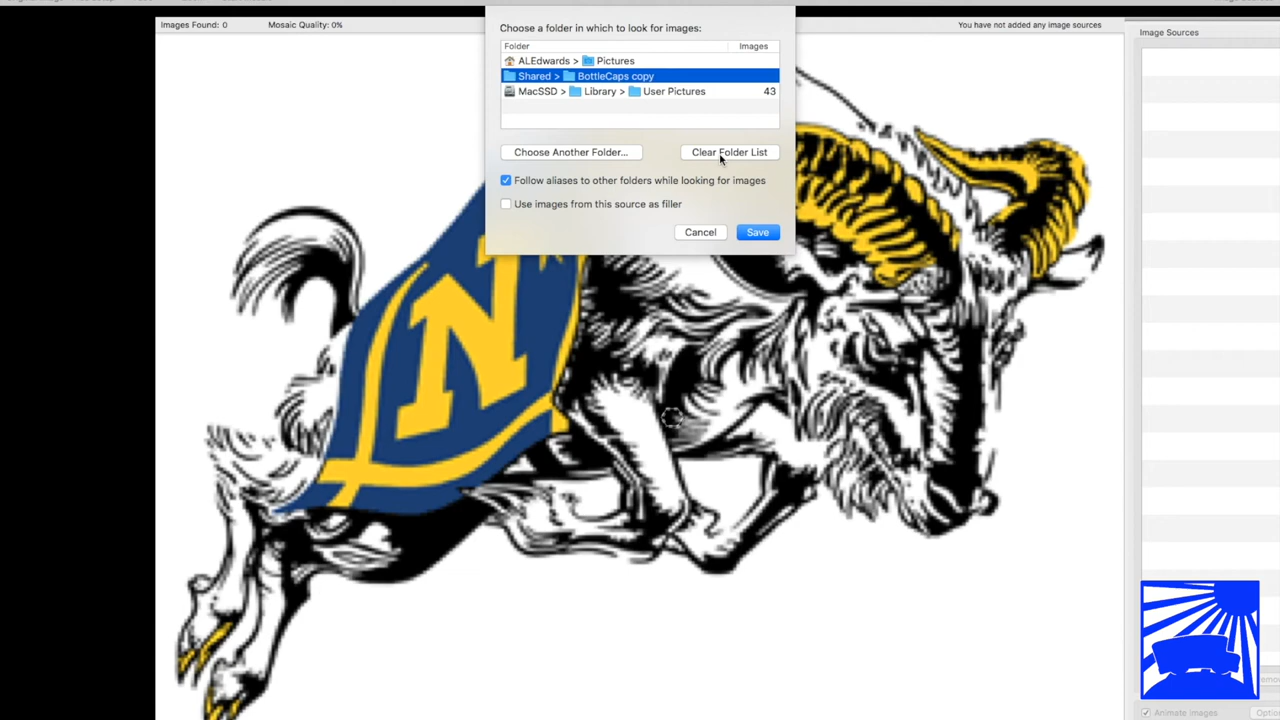 Images Found: 0
Mosaic Quality: 0%
You have not added any image sources
Image Sources
Choose a folder in which to look for images:
Folder
Images
ALEdwards > Pictures
Shared > BottleCaps copy
MacSSD > Library > User Pictures 43
Choose Another Folder...
Clear Folder List
Follow aliases to other folders while looking for images
Use images from this source as filler
Cancel
Save
N
Animate Images